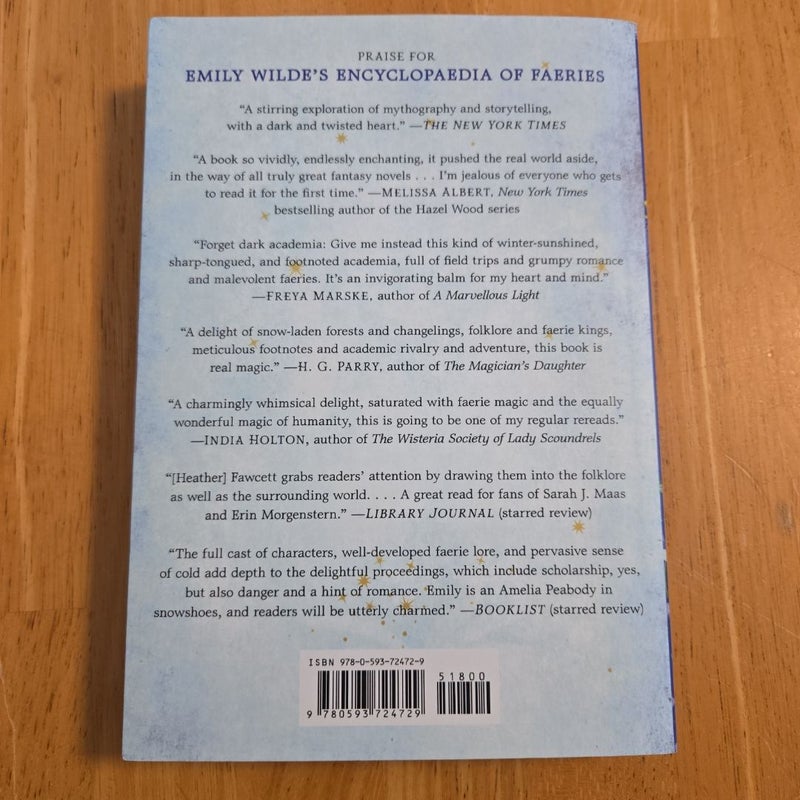 PRAISE FOR
EMILY WILDE'S ENCYCLOPAEDIA OF FAERIES
“A stirring exploration of mythography and storytelling,
with a dark and twisted heart.” —THE NEW YORK TIMES
“A book so vividly, endlessly enchanting, it pushed the real world aside,
in the way of all truly great fantasy novels . . . I'm jealous of everyone who gets
to read it for the first time.” —MELISSA ALBERT, New York Times
bestselling author of the Hazel Wood series
“Forget dark academia: Give me instead this kind of winter-sunshined,
sharp-tongued, and footnoted academia, full of field trips and grumpy romance
and malevolent faeries. It's an invigorating balm for my heart and mind.”
—FREYA MARSKE, author of A Marvellous Light
“A delight of snow-laden forests and changelings, folklore and faerie kings,
meticulous footnotes and academic rivalry and adventure, this book is
real magic.” —H. G. PARRY, author of The Magician's Daughter
“A charmingly whimsical delight, saturated with faerie magic and the equally
wonderful magic of humanity, this is going to be one of my regular rereads.”
—INDIA HOLTON, author of The Wisteria Society of Lady Scoundrels
“[Heather] Fawcett grabs readers' attention by drawing them into the folklore
as well as the surrounding world. . . . A great read for fans of Sarah J. Maas
and Erin Morgenstern.” —LIBRARY JOURNAL (starred review)
“The full cast of characters, well-developed faerie lore, and pervasive sense
of cold add depth to the delightful proceedings, which include scholarship, yes,
but also danger and a hint of romance. Emily is an Amelia Peabody in
snowshoes, and readers will be utterly charmed.” —BOOKLIST (starred review)
ISBN 978-0-593-72472-9
51800
9 780593 724729